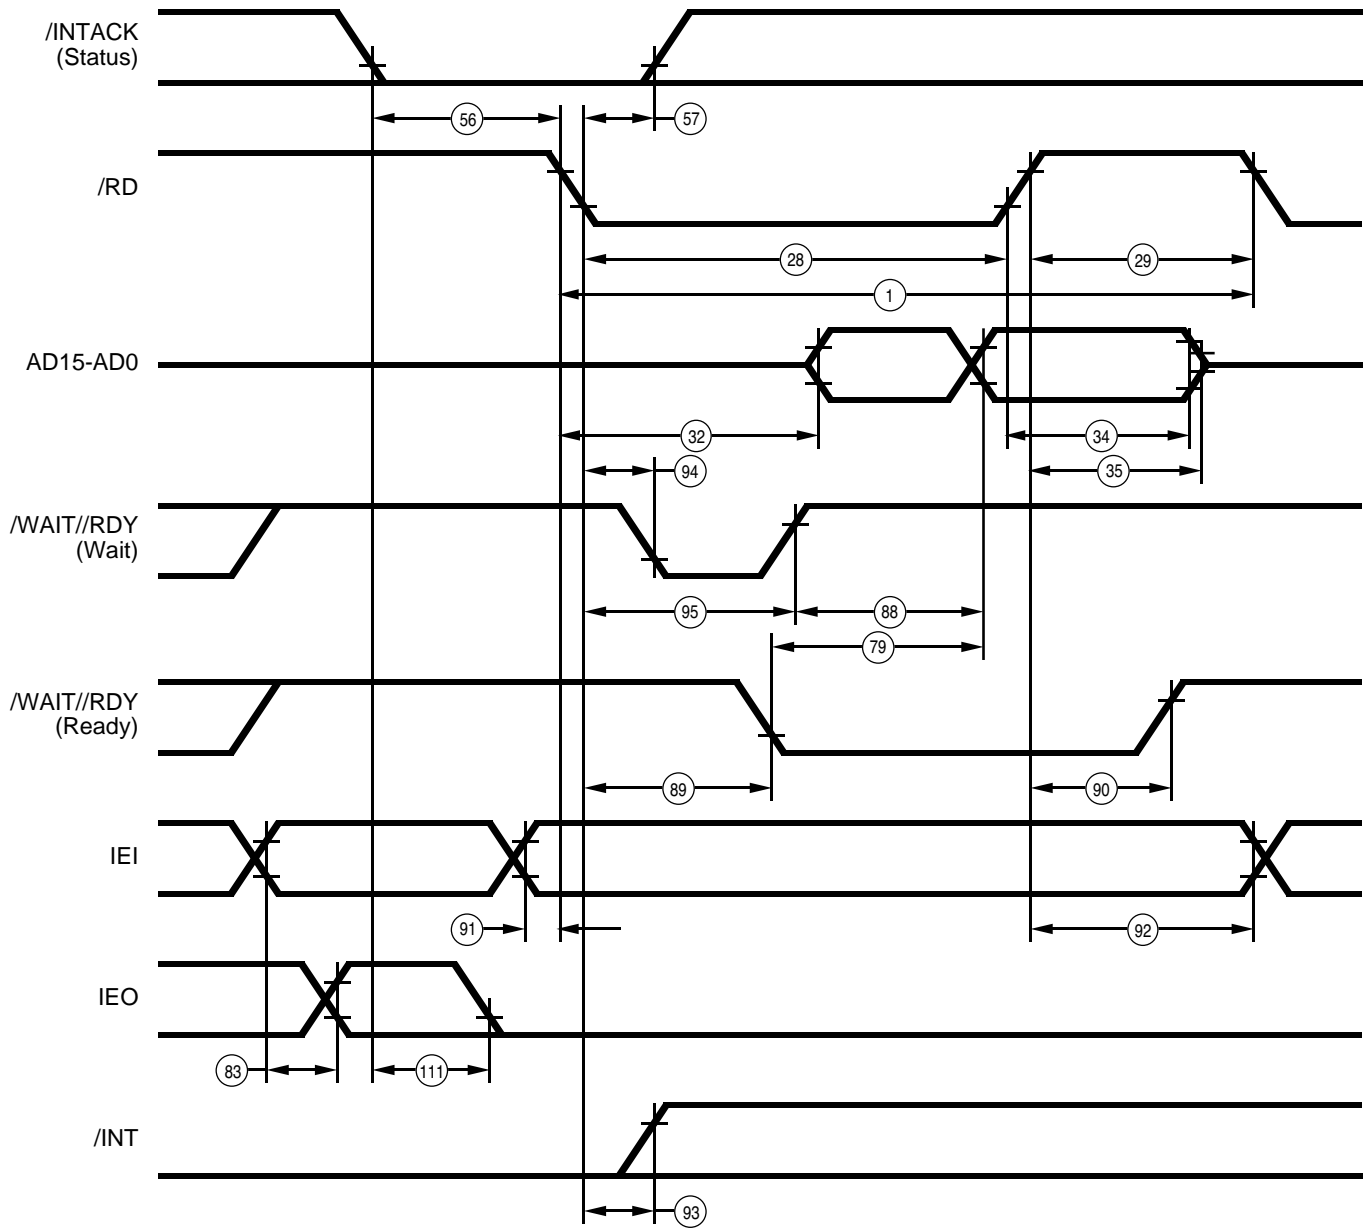 /INTACK
(Status)
56
57
/RD
28
29
1
AD15-AD0
32
34
94
35
/WAIT//RDY
(Wait)
95
88
79
/WAIT//RDY
(Ready)
89
90
IEI
91
92
IEO
83
111
/INT
93